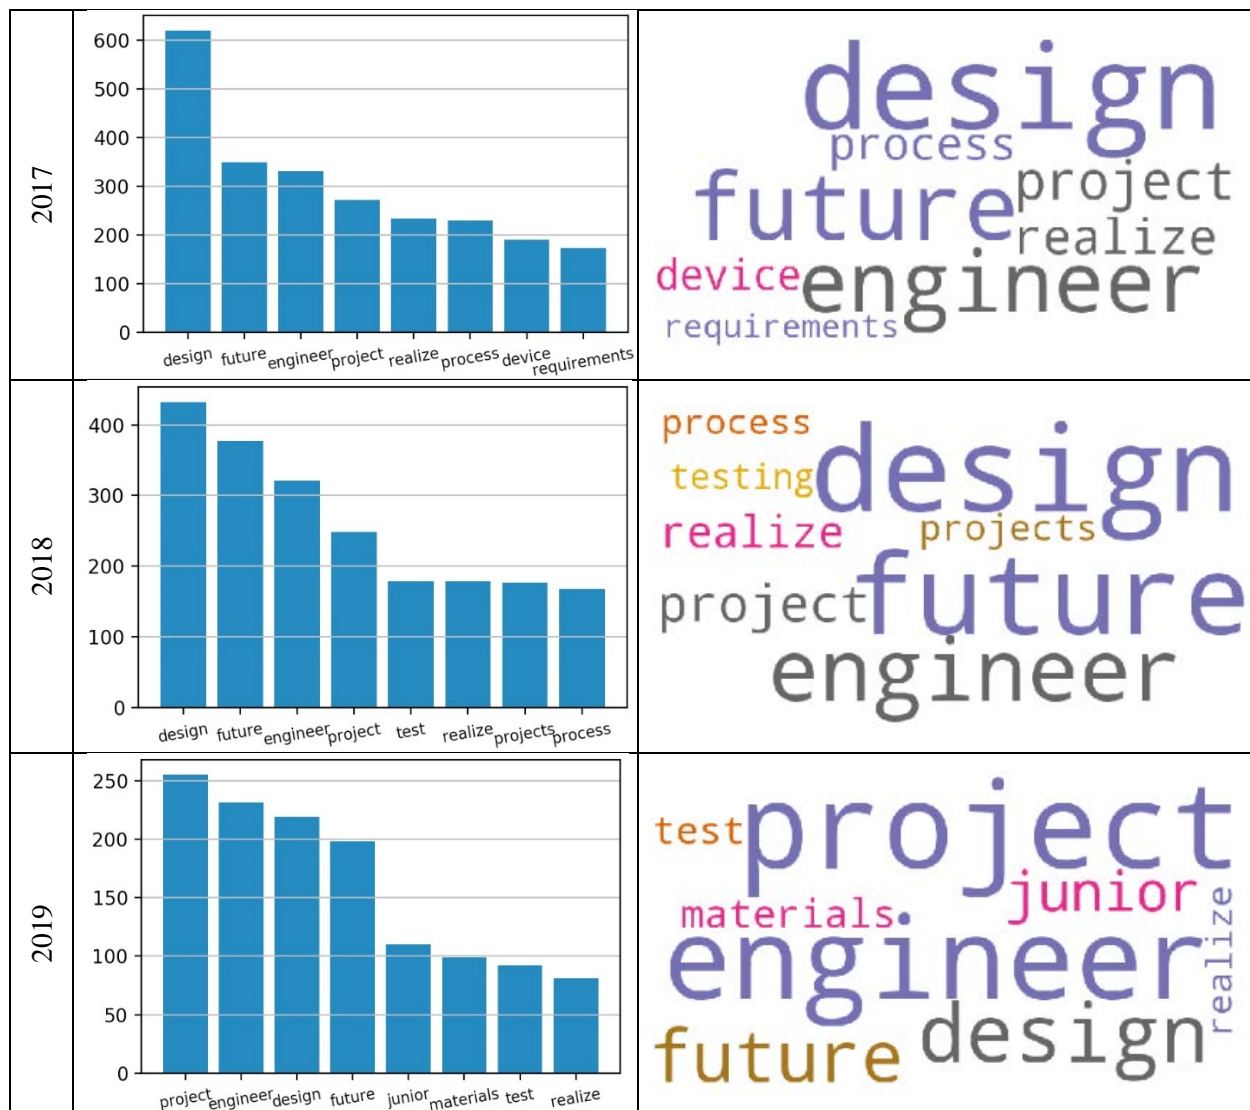 2017
600
500
400
300
200
100
0
design future engineer project realize process device requirements
design
process
future project
realize
device engineer
requirements
2018
400
300
200
100
0
design future engineer project test realize projects process
process
design
testing
realize projects
future
project
engineer
2019
250
200
150
100
50
0
project engineer design future junior materials test realize
project
test
junior
materials
realize
engineer
design
future